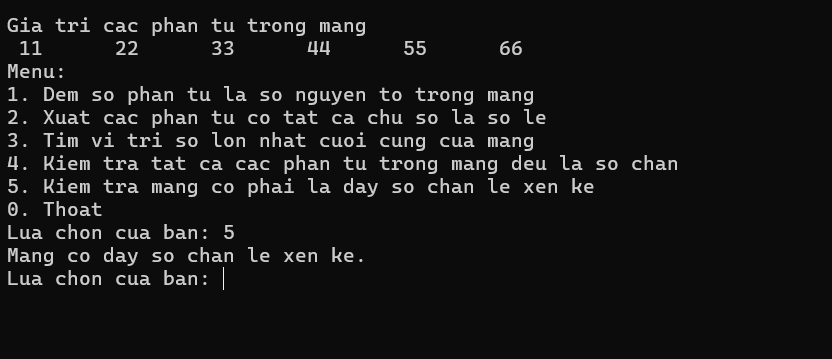 Gia tri cac phan tu trong mang
 11      22      33      44      55      66
Menu:
1. Dem so phan tu la so nguyen to trong mang
2. Xuat cac phan tu co tat ca chu so la so le
3. Tim vi tri so lon nhat cuoi cung cua mang
4. Kiem tra tat ca cac phan tu trong mang deu la so chan
5. Kiem tra mang co phai la day so chan le xen ke
0. Thoat
Lua chon cua ban: 5
Mang co day so chan le xen ke.
Lua chon cua ban: